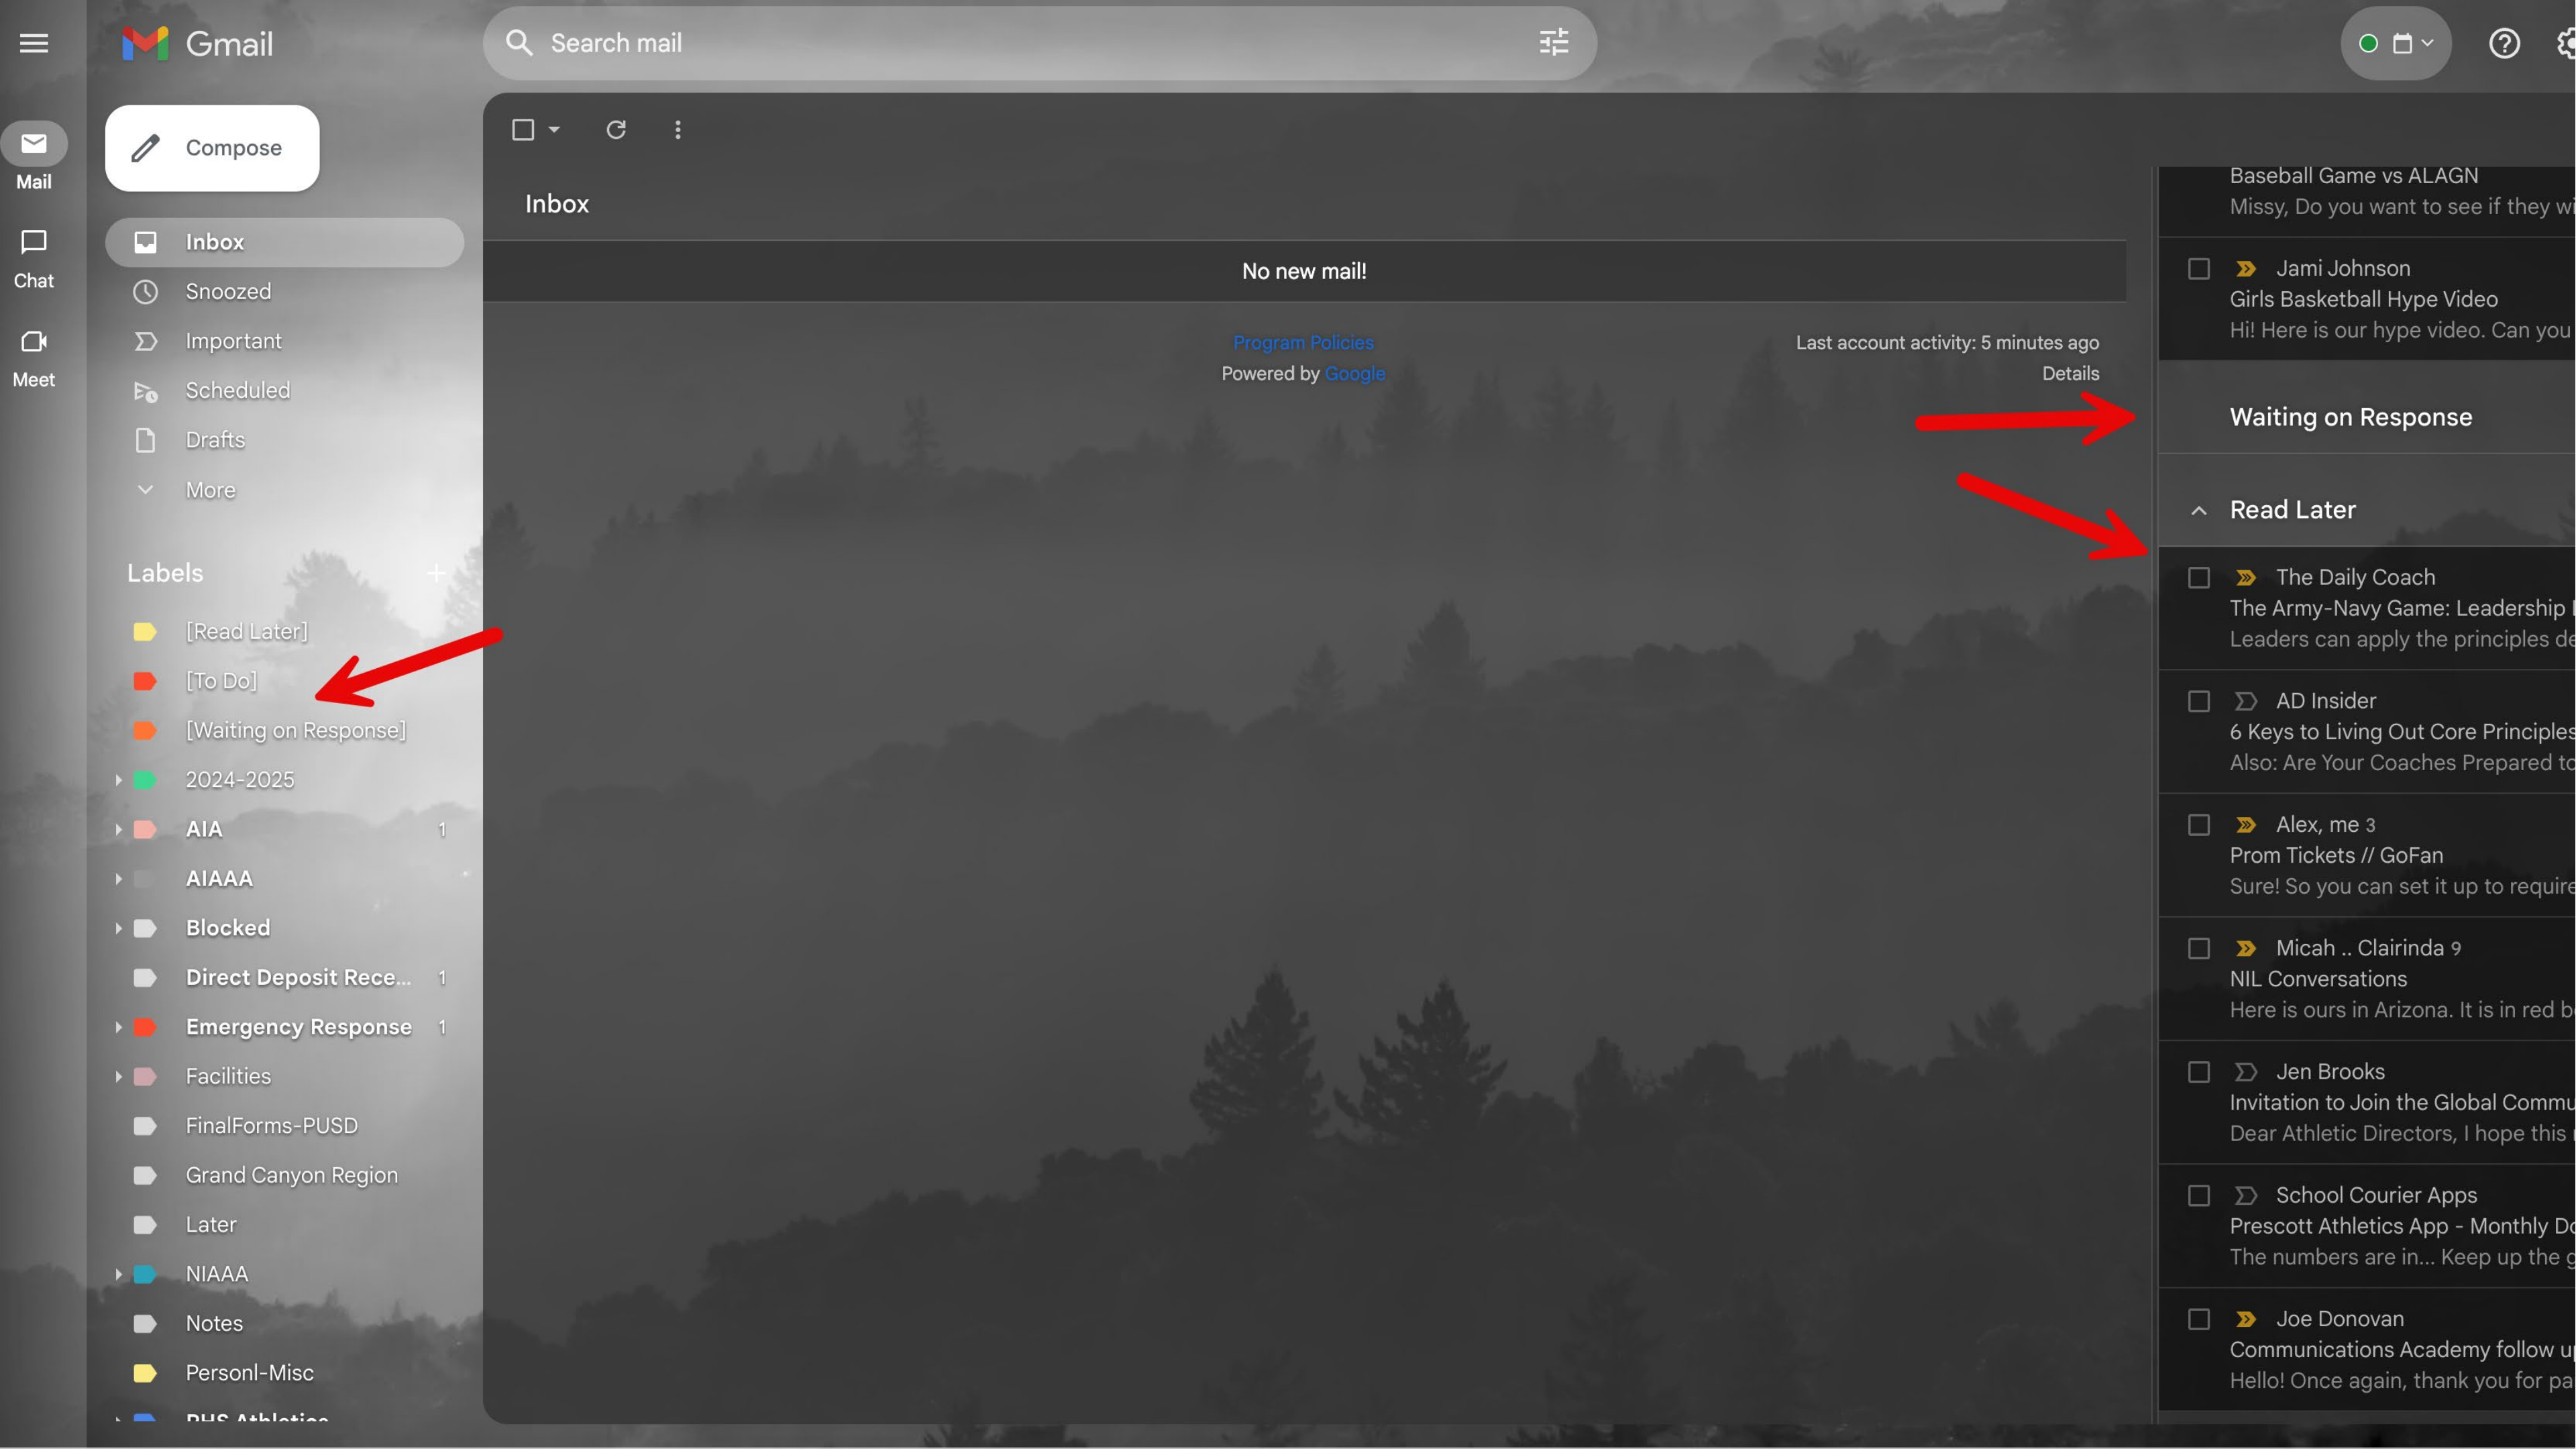 Gmail
Search mail
Mail
Chat
Meet
Compose
Inbox
Snoozed
Important
Scheduled
Drafts
More
Labels
[Read Later]
[To Do]
[Waiting on Response]
2024-2025
AIA 1
AIAAA
Blocked
Direct Deposit Rece... 1
Emergency Response 1
Facilities
FinalForms-PUSD
Grand Canyon Region
Later
NIAAA
Notes
Personl-Misc
PHS Athletics
Inbox
No new mail!
Program Policies
Powered by Google
Last account activity: 5 minutes ago
Details
Baseball Game vs ALAGN
Missy, Do you want to see if they wi
Jami Johnson
Girls Basketball Hype Video
Hi! Here is our hype video. Can you
Waiting on Response
Read Later
The Daily Coach
The Army-Navy Game: Leadership
Leaders can apply the principles de
AD Insider
6 Keys to Living Out Core Principles
Also: Are Your Coaches Prepared to
Alex, me 3
Prom Tickets // GoFan
Sure! So you can set it up to require
Micah .. Clairinda 9
NIL Conversations
Here is ours in Arizona. It is in red b
Jen Brooks
Invitation to Join the Global Commu
Dear Athletic Directors, I hope this
School Courier Apps
Prescott Athletics App - Monthly Do
The numbers are in... Keep up the g
Joe Donovan
Communications Academy follow up
Hello! Once again, thank you for pa